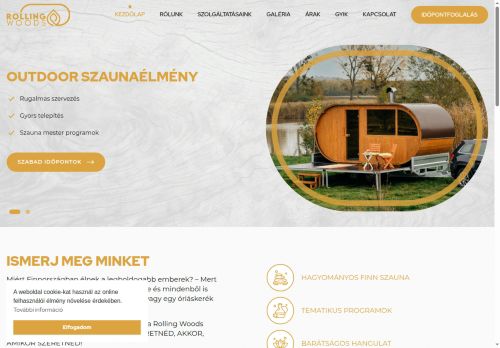 ROLLING
WOODS
KEZDŐLAP
RÓLUNK
SZOLGÁLTATÁSAINK
GALÉRIA
ÁRAK
GYIK
KAPCSOLAT
IDŐPONTFOGLALÁS
OUTDOOR SZAUNAÉLMÉNY
Rugalmas szervezés
Gyors telepítés
Szauna mester programok
SZABAD IDŐPONTOK
ISMERJ MEG MINKET
Miért Finnországban élnek a legboldogabb emberek? – Mert
e és mindenből is
vagy egy óriáskerék
a Rolling Woods
RETNÉD, AKKOR,
AMIKOR SZERETNÉD!
HAGYOMÁNYOS FINN SZAUNA
TEMATIKUS PROGRAMOK
BARÁTSÁGOS HANGULAT
A weboldal cookie-kat használ az online
felhasználói élmény növelése érdekében.
További információ
Elfogadom